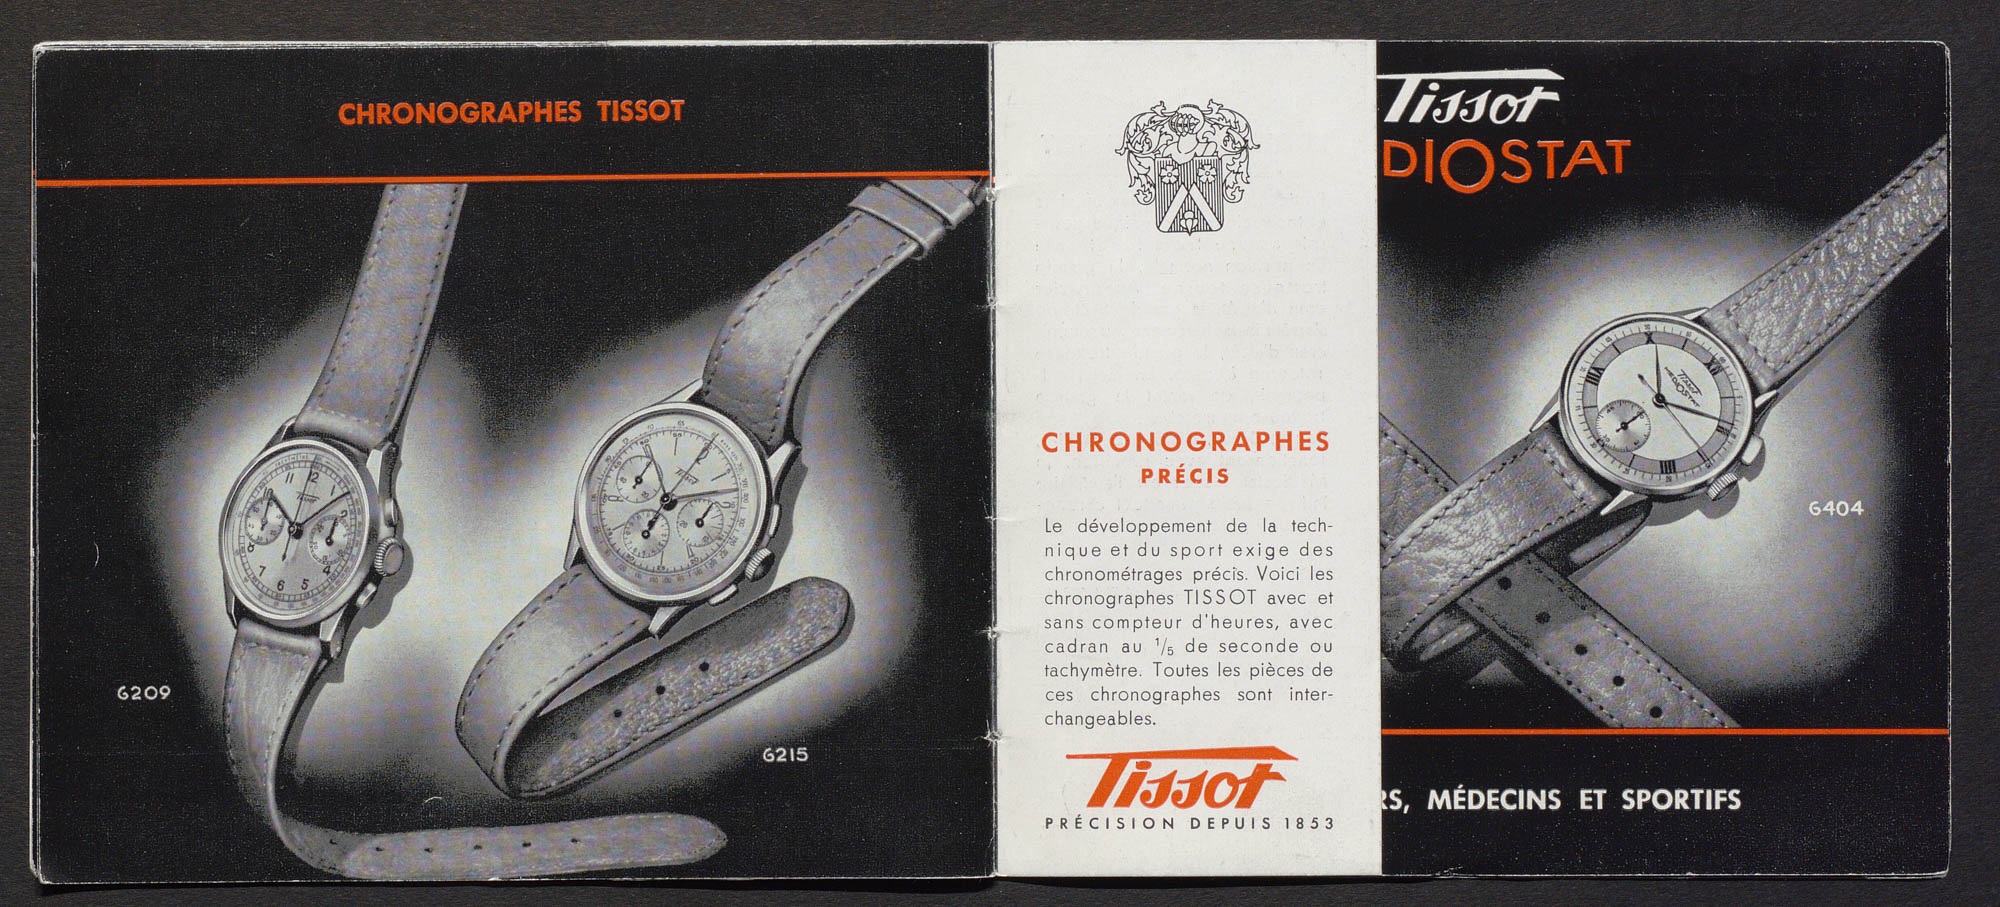 CHRONOGRAPHES TISSOT
G209
G215
CHRONOGRAPHES
PRÉCIS
Le développement de la tech-
nique et du sport exige des
chronométrages précis. Voici les
chronographes TISSOT avec et
sans compteur d'heures, avec
cadran au 1/5 de seconde ou
tachymètre. Toutes les pièces de
ces chronographes sont inter-
changeables.
Tissot
PRÉCISION DEPUIS 1853
Tissot
DIOSTAT
Tissot
MEDIOSTAT
G404
RS, MÉDECINS ET SPORTIFS